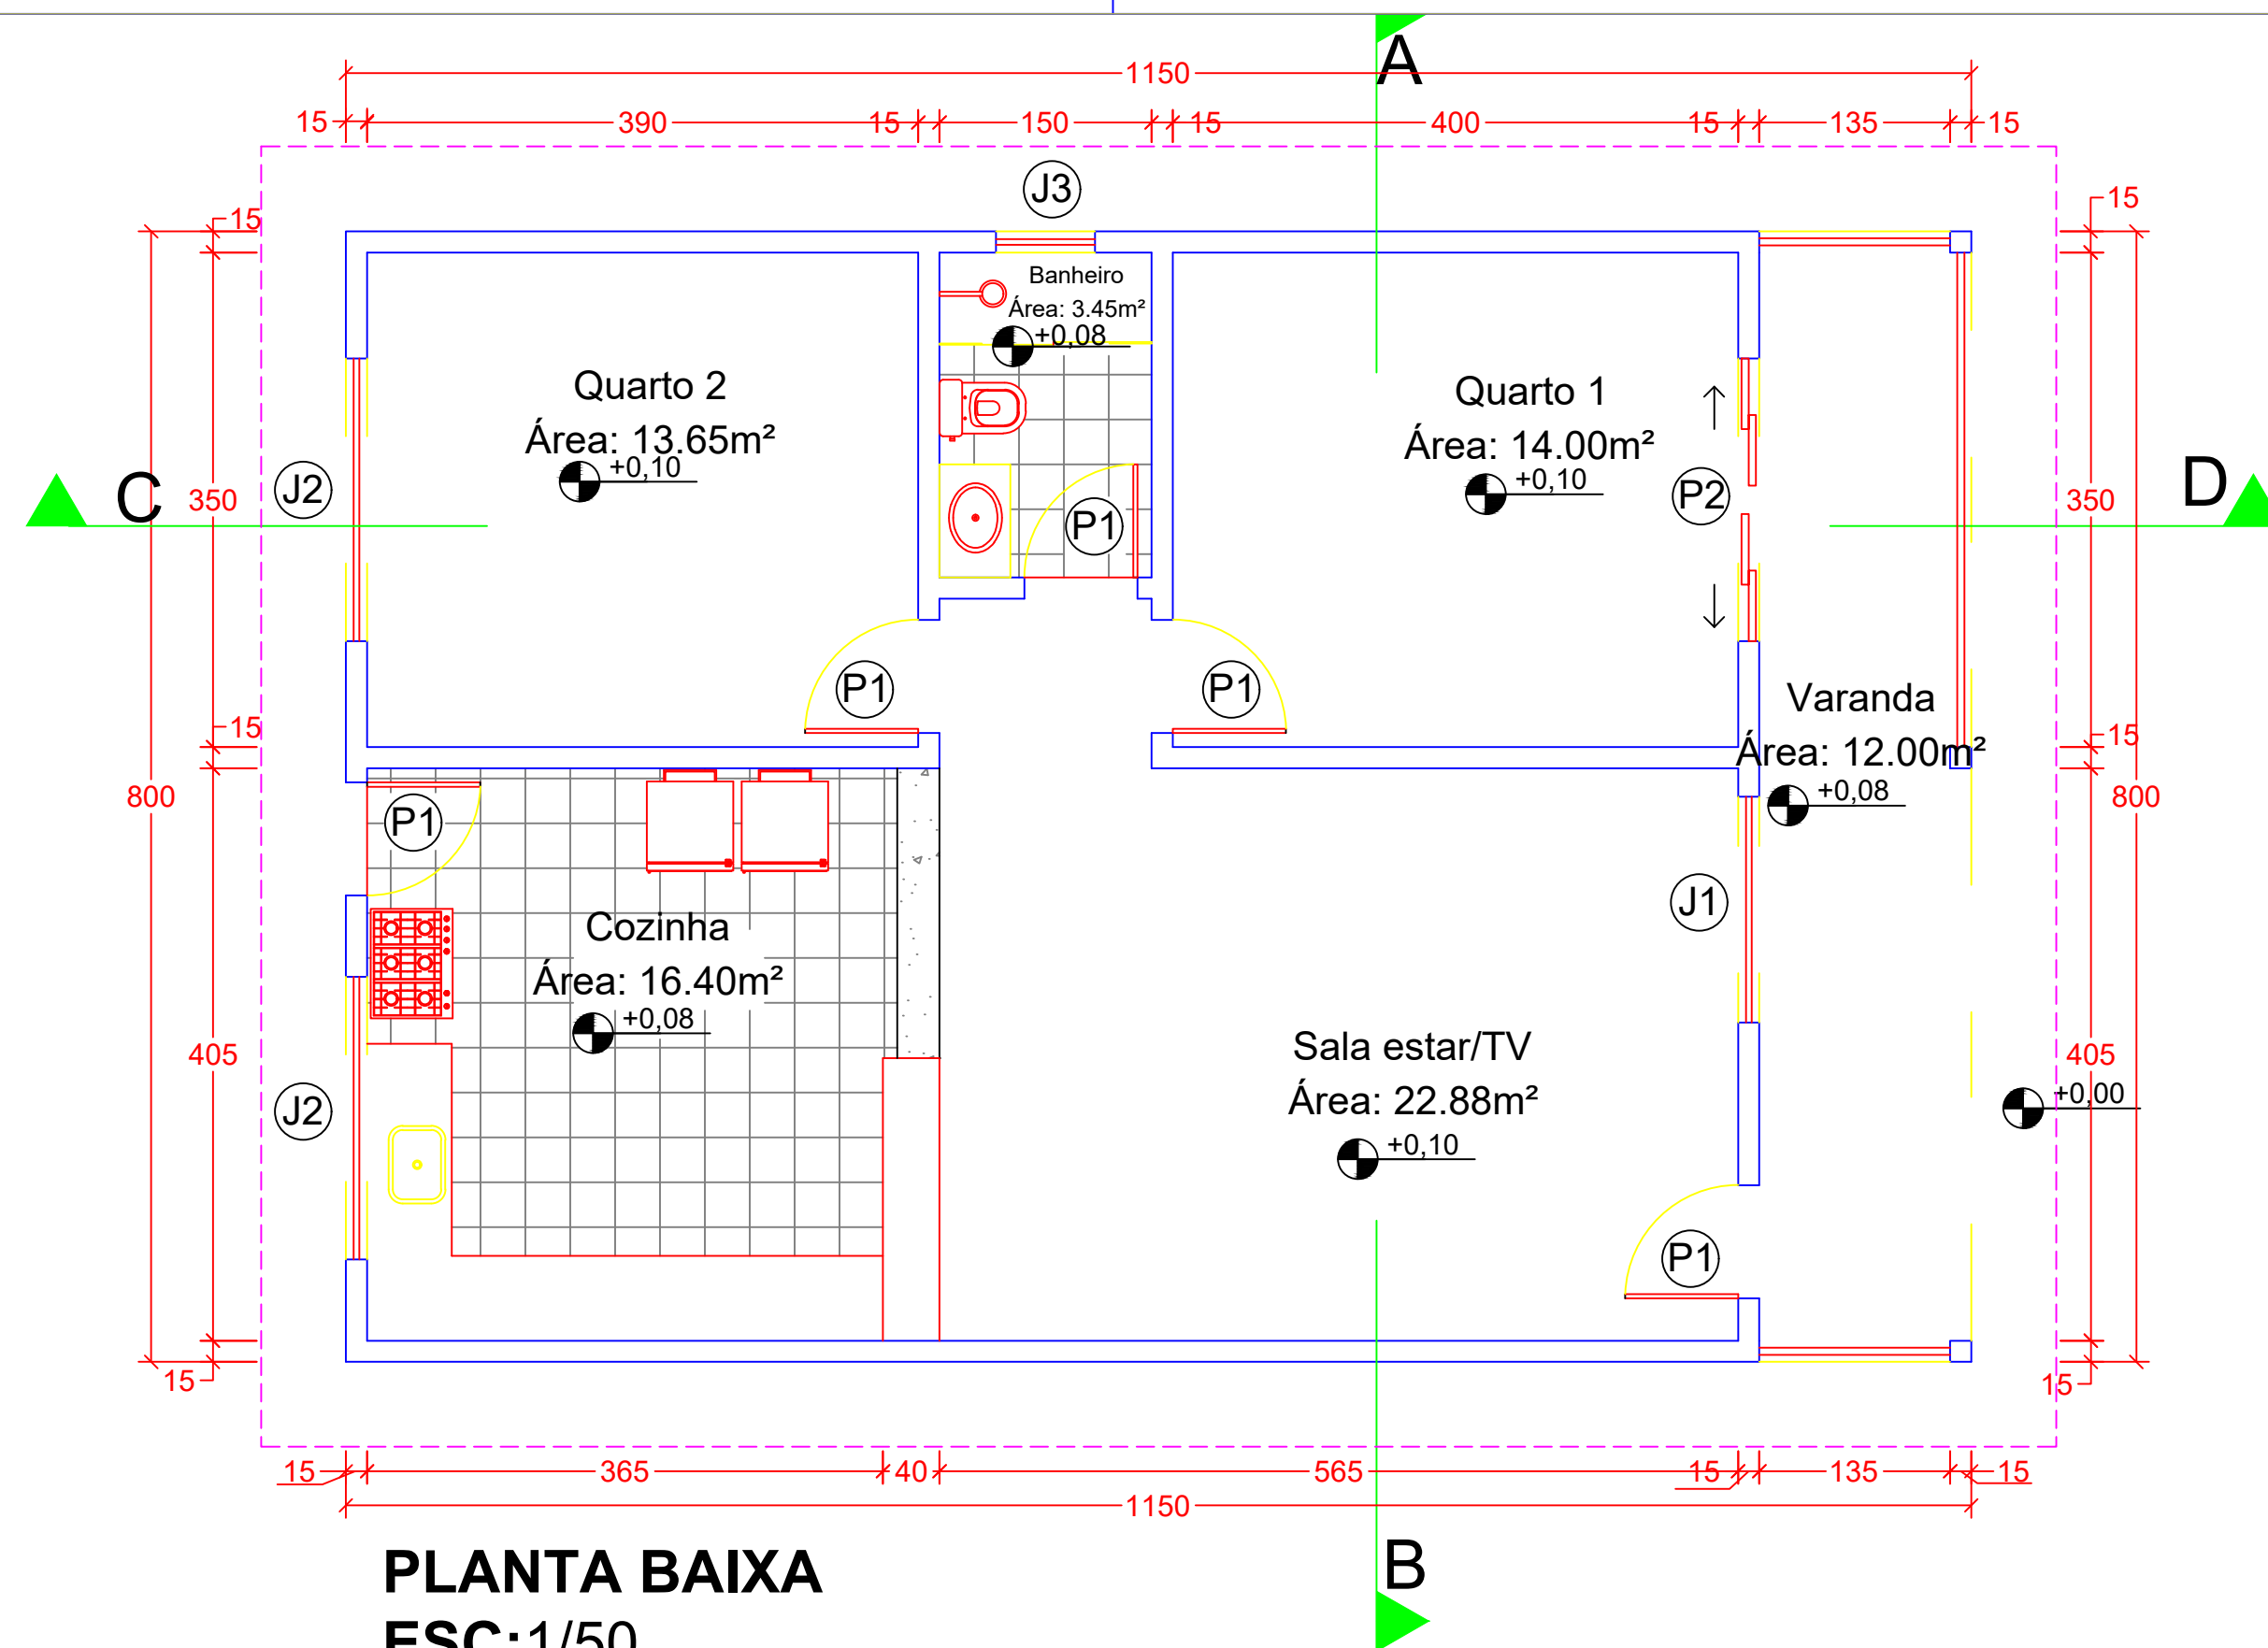 A
1150
15 390 15 150 15 400 15 135 15
J3
15
15
Banheiro
Área: 3.45m²
+0,08
Quarto 2
Área: 13.65m²
+0,10
Quarto 1
Área: 14.00m²
+0,10
C
350
J2
P1
P2
350
D
P1
P1
Varanda
Área: 12.00m²
+0,08
15
15
800
800
P1
J1
Cozinha
Área: 16.40m²
+0,08
405
405
Sala estar/TV
Área: 22.88m²
+0,10
+0,00
J2
P1
15
15
15 365 40 565 15 135 15
1150
B
PLANTA BAIXA
ESC:1/50